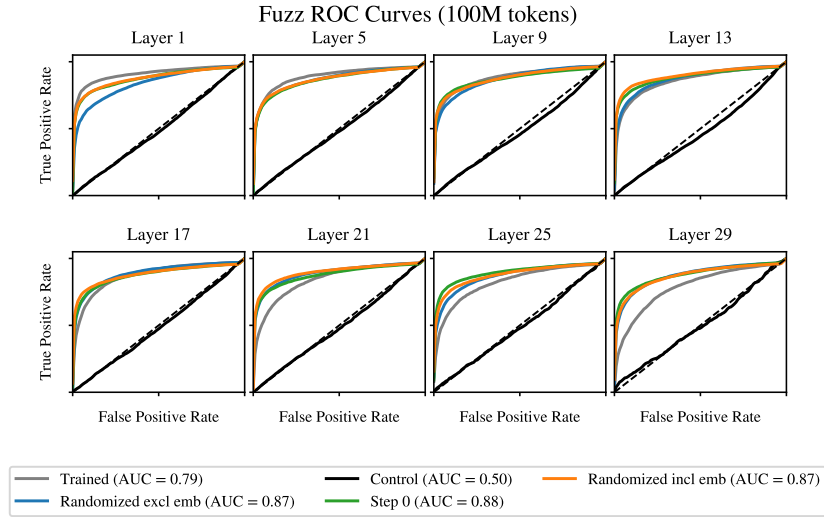 Fuzz ROC Curves (100M tokens)
Layer 1
Layer 5
Layer 9
Layer 13
True Positive Rate
Layer 17
Layer 21
Layer 25
Layer 29
True Positive Rate
False Positive Rate
False Positive Rate
False Positive Rate
False Positive Rate
Trained (AUC = 0.79)
Control (AUC = 0.50)
Randomized incl emb (AUC = 0.87)
Randomized excl emb (AUC = 0.87)
Step 0 (AUC = 0.88)